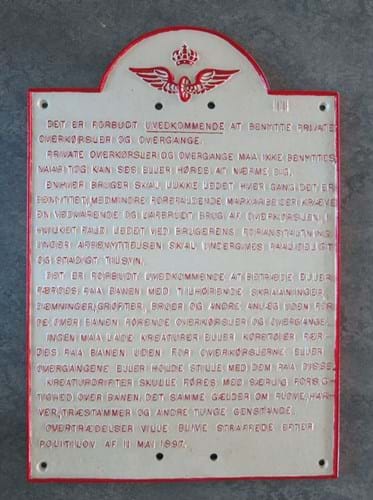 DET ER FORBUDT UVEDKOMMENDE AT BENYTTE PRIVATE
OVERKØRSLER OG OVERGANGE.
PRIVATE OVERKØRSLER OG OVERGANGE MAA IKKE BENYTTES,
NAAR TOG KAN SES ELLER HØRES AT NÆRME SIG.
ENHVER BRUGER SKAL LUKKE LEDET HVER GANG DET ER
BENYTTET, MEDMINDRE FORBIFALDENDE MARKARBEJDER KRÆVE
EN VEDVARENDE OG UAFBRUDT BRUG AF OVERKØRSLEN, I
HVILKET FALD LEDET VED BRUGERENS FORANSTALTNING
UNDER AFBENYTTELSEN SKAL UNDERGIVES PAALIDELIGT
OG STADIGT TILSYN.
DET ER FORBUDT UVEDKOMMENDE AT BETRÆDE ELLER
FÆRDES PAA BANEN MED TILHØRENDE SKRAANINGER,
DÆMNINGER, GRØFTER, BROER OG ANDRE ANLÆG UDEN FOR
DE OVER BANEN FØRENDE OVERKØRSLER OG OVERGANGE.
INGEN MAA LADE KREATURER ELLER KØRETØJER FÆR-
DES PAA BANEN UDEN FOR OVERKØRSLERNE ELLER
OVERGANGENE ELLER HOLDE STILLE MED DEM PAA DISSE.
KREATURDRIFTER SKULLE FØRES MED SÆRLIG FORSIG-
TIGHED OVER BANEN. DET SAMME GÆLDER OM PLOVE, HAR-
VER, TRÆSTAMMER OG ANDRE TUNGE GENSTANDE.
OVERTRÆDELSER VILLE BLIVE STRAFFEDE EFTER
POLITILOV AF 11 MAI 1897.